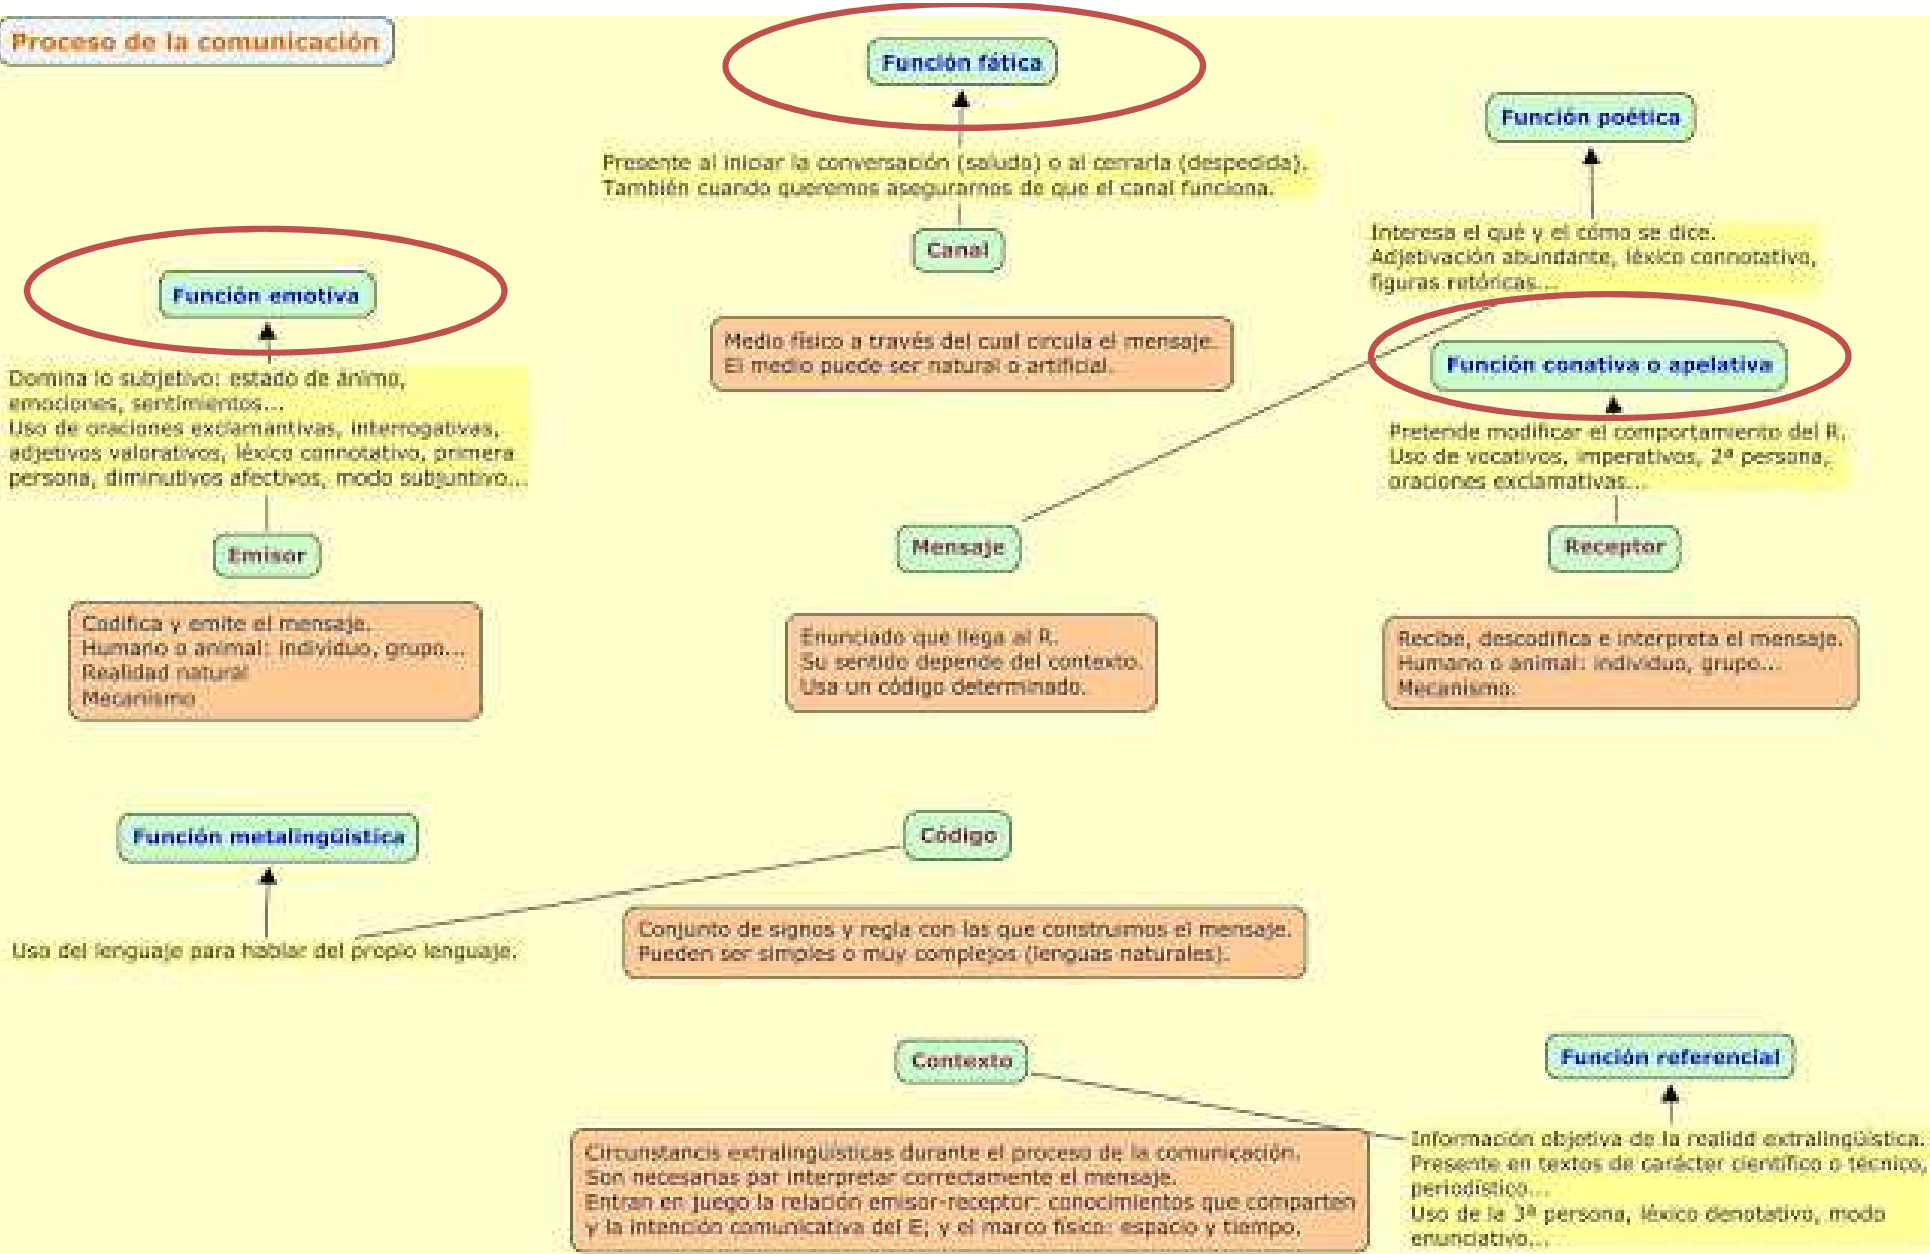 Proceso de la comunicación
Función fática
Presente al iniciar la conversación (saludo) o al cerrarla (despedida).
También cuando queremos asegurarnos de que el canal funciona.
Canal
Medio físico a través del cual circula el mensaje.
El medio puede ser natural o artificial.
Función poética
Interesa el qué y el cómo se dice.
Adjetivación abundante, léxico connotativo,
figuras retóricas...
Función emotiva
Domina lo subjetivo: estado de ánimo,
emociones, sentimientos...
Uso de oraciones exclamantivas, interrogativas,
adjetivos valorativos, léxico connotativo, primera
persona, diminutivos afectivos, modo subjuntivo...
Emisor
Codifica y emite el mensaje.
Humano o animal: individuo, grupo...
Realidad natural
Mecanismo
Mensaje
Enunciado que llega al R.
Su sentido depende del contexto.
Usa un código determinado.
Función conativa o apelativa
Pretende modificar el comportamiento del R.
Uso de vocativos, imperativos, 2ª persona,
oraciones exclamativas...
Receptor
Recibe, descodifica e interpreta el mensaje.
Humano o animal: individuo, grupo...
Mecanismo.
Función metalingüistica
Uso del lenguaje para hablar del propio lenguaje.
Código
Conjunto de signos y regla con las que construimos el mensaje.
Pueden ser simples o muy complejos (lenguas naturales).
Contexto
Circunstancis extralingüísticas durante el proceso de la comunicación.
Son necesarias par interpretar correctamente el mensaje.
Entran en juego la relación emisor-receptor: conocimientos que comparten
y la intención comunicativa del E; y el marco físico: espacio y tiempo.
Función referencial
Información objetiva de la realidd extralingüística.
Presente en textos de carácter científico o técnico,
periodístico...
Uso de la 3ª persona, léxico denotativo, modo
enunciativo...